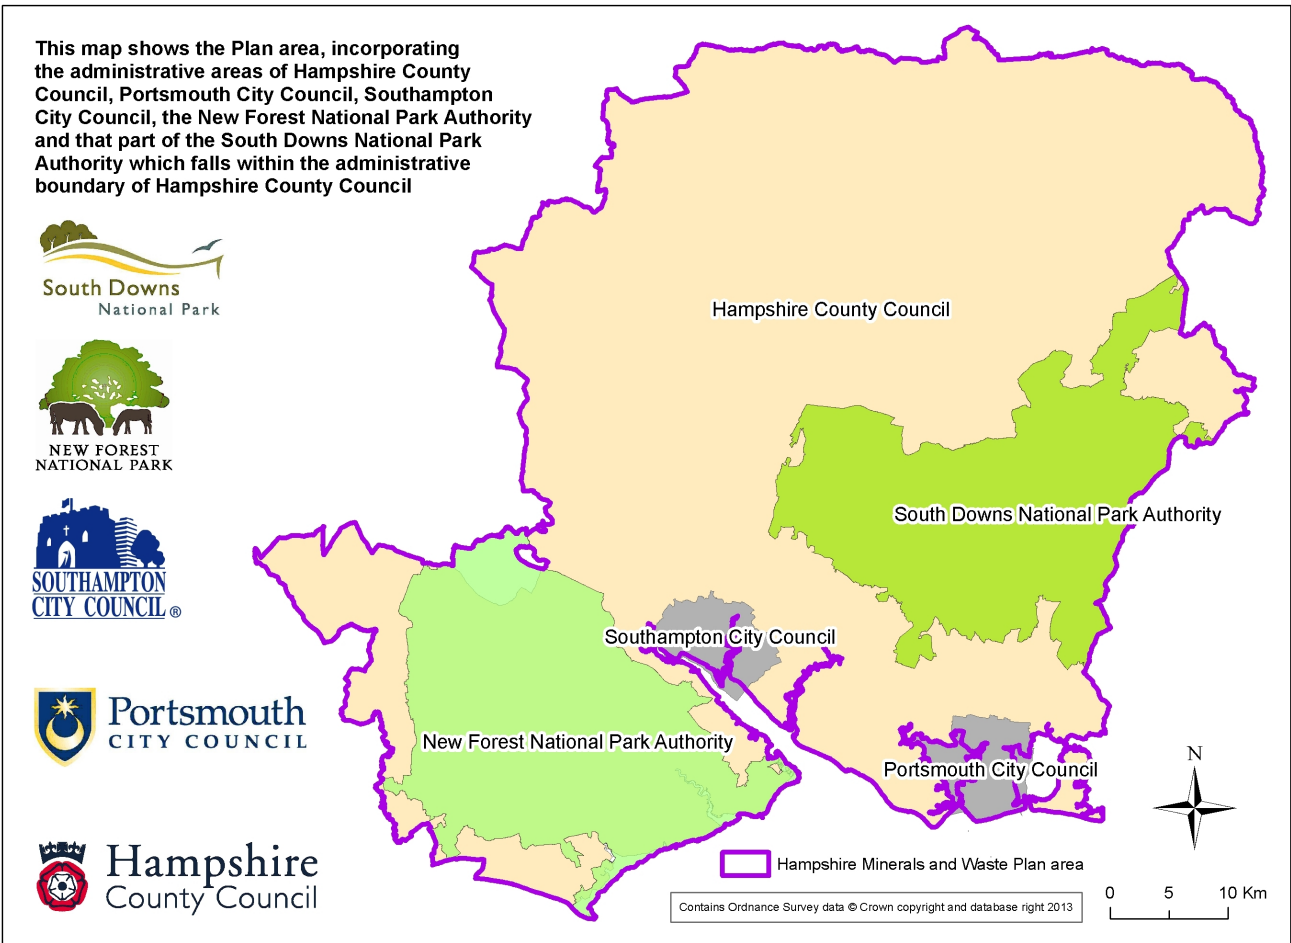 This map shows the Plan area, incorporating
the administrative areas of Hampshire County
Council, Portsmouth City Council, Southampton
City Council, the New Forest National Park Authority
and that part of the South Downs National Park
Authority which falls within the administrative
boundary of Hampshire County Council
South Downs
National Park
NEW FOREST
NATIONAL PARK
SOUTHAMPTON
CITY COUNCIL®
Portsmouth
CITY COUNCIL
Hampshire
County Council
Hampshire County Council
South Downs National Park Authority
Southampton City Council
New Forest National Park Authority
Portsmouth City Council
N
Hampshire Minerals and Waste Plan area
Contains Ordnance Survey data © Crown copyright and database right 2013
0 5 10 Km